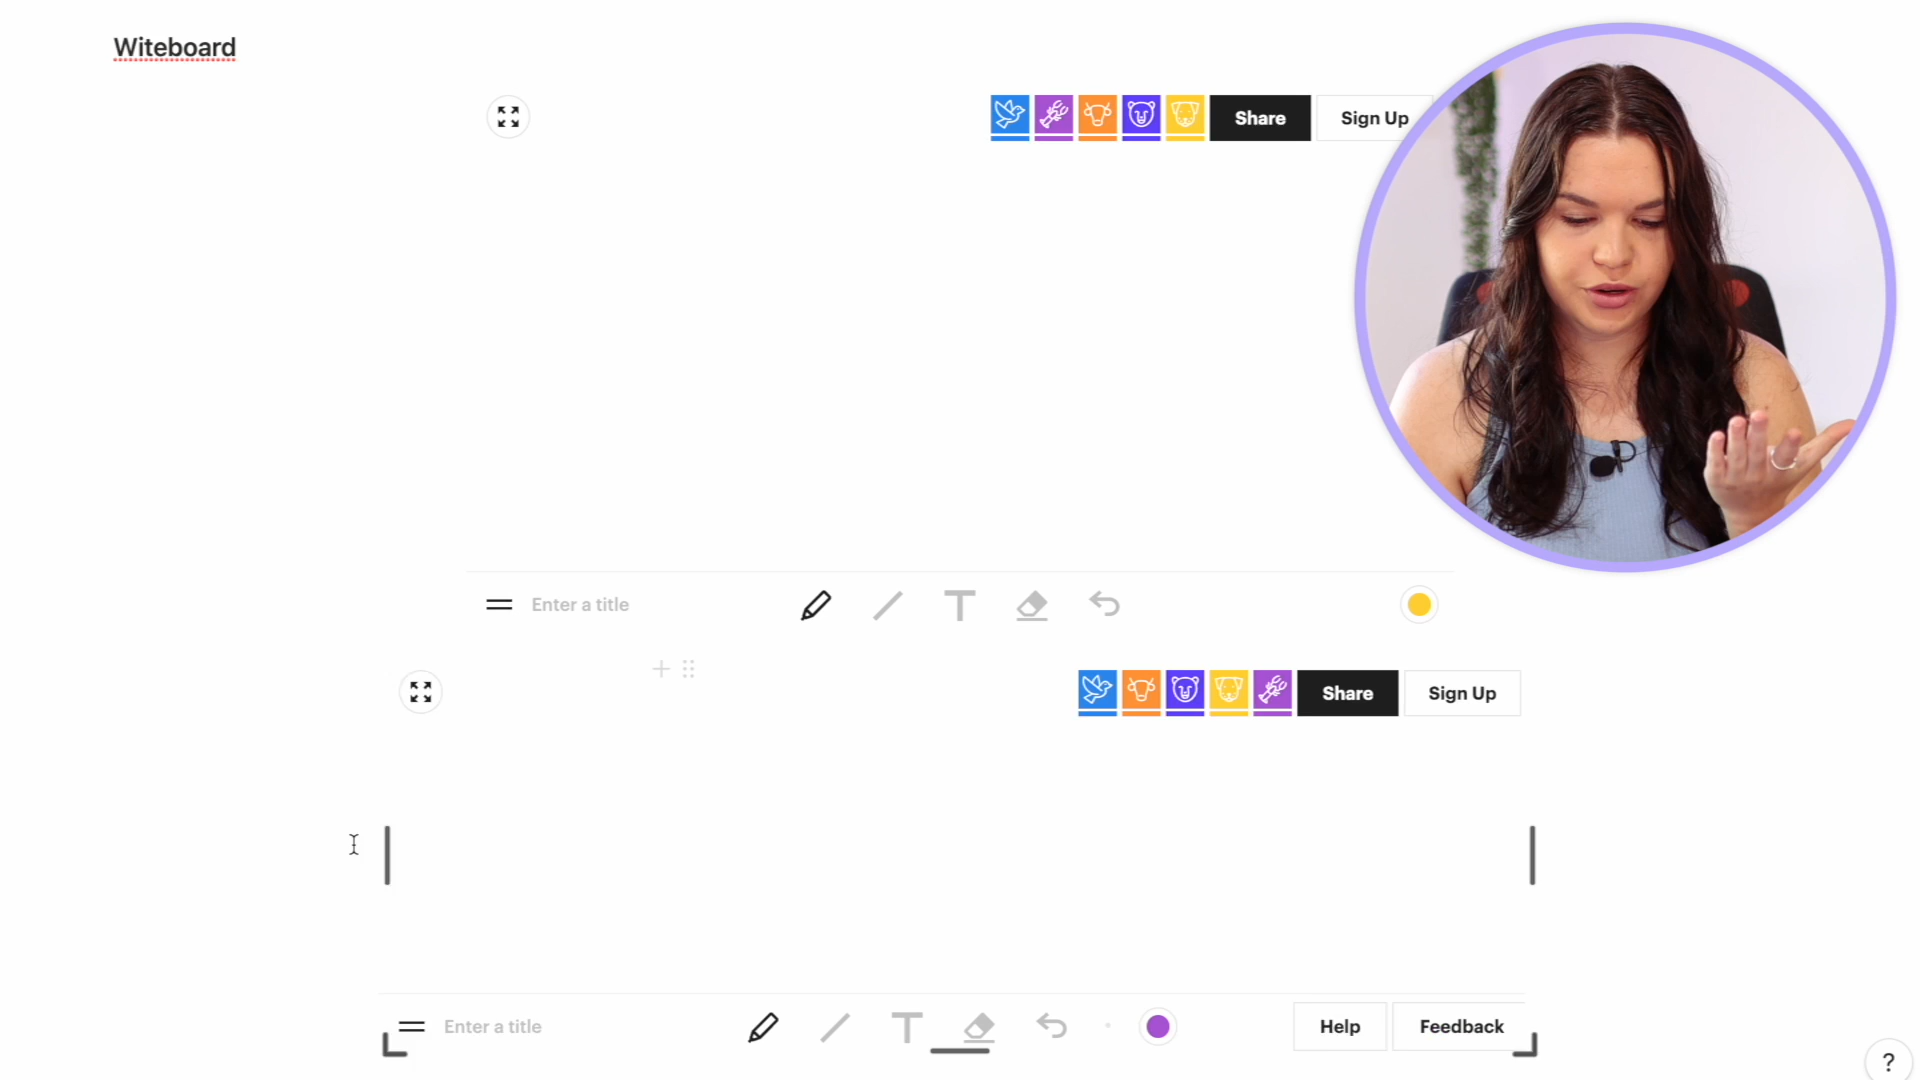 Witeboard
Share
Sign Up
Enter a title
T
Share
Sign Up
Enter a title
T
Help
Feedback
?